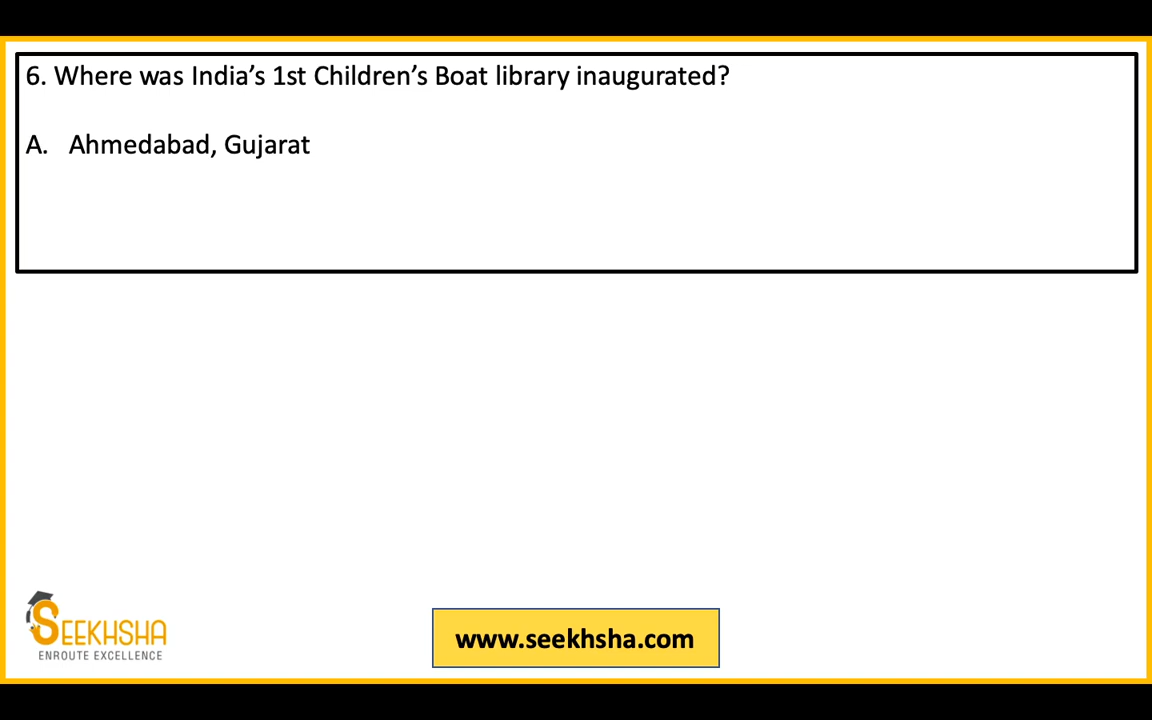 6. Where was India’s 1st Children’s Boat library inaugurated?
A. Ahmedabad, Gujarat
SEEKHSHA
ENROUTE EXCELLENCE
www.seekhsha.com